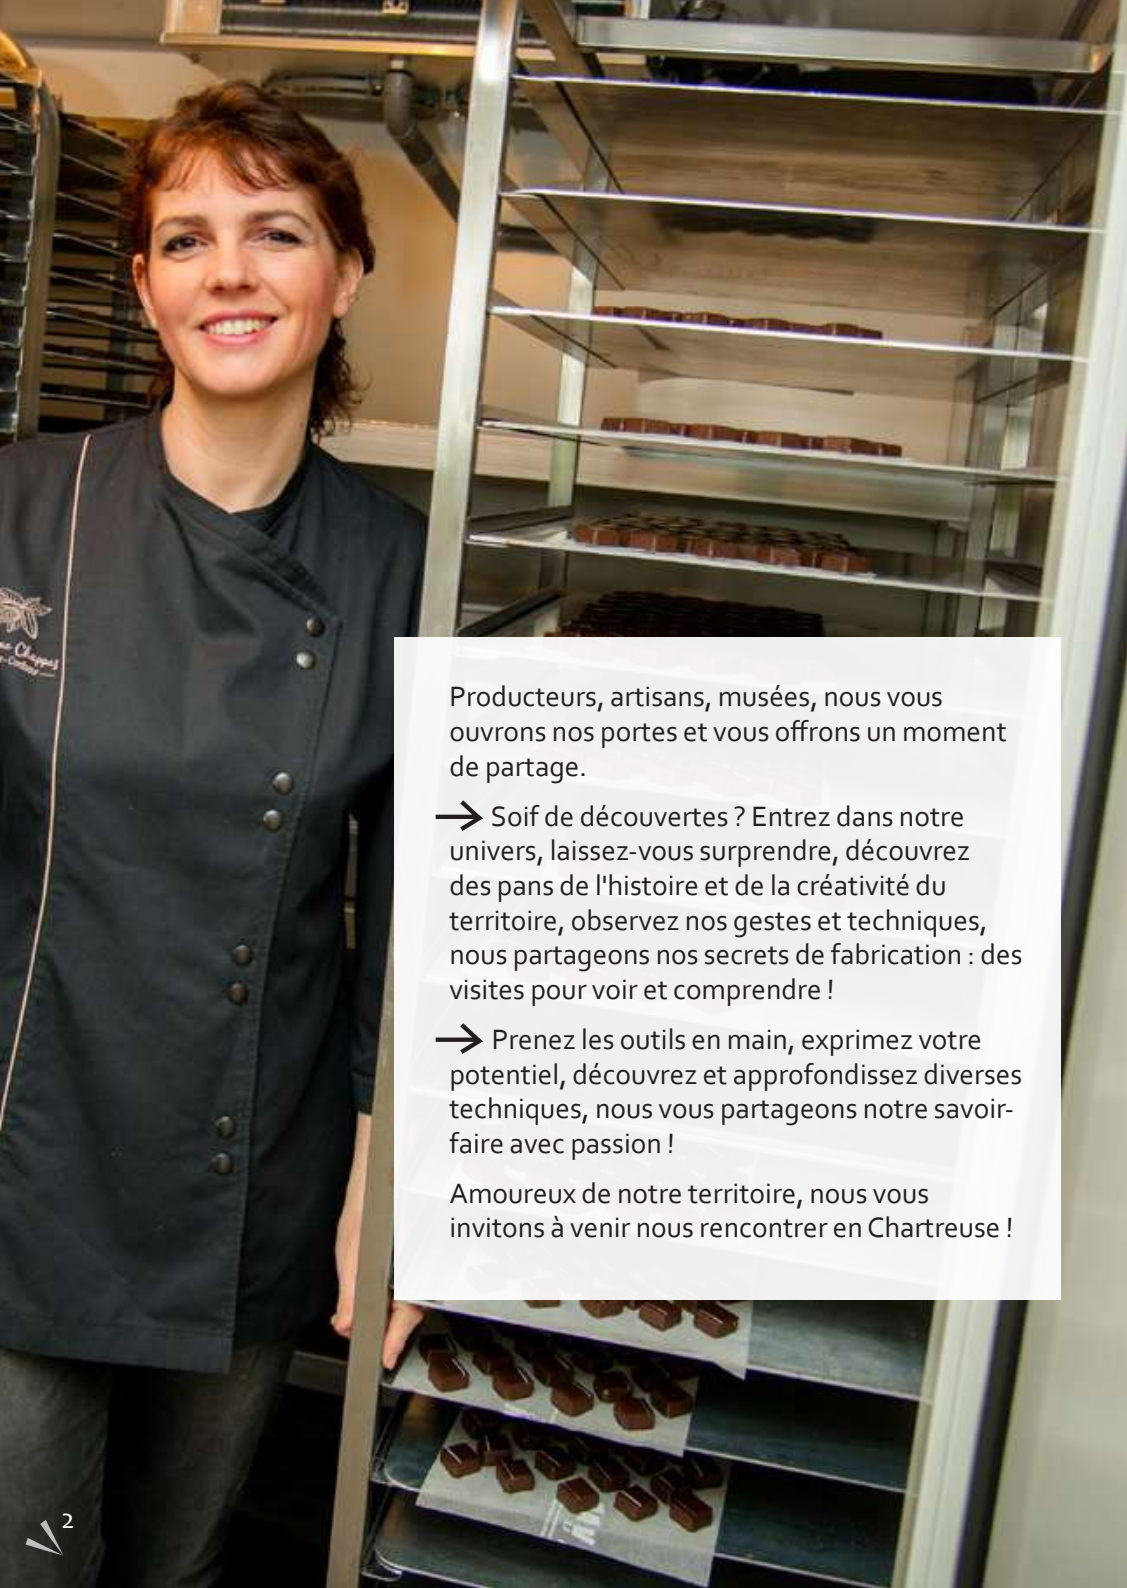 Producteurs, artisans, musées, nous vous
ouvrons nos portes et vous offrons un moment
de partage.
→ Soif de découvertes ? Entrez dans notre
univers, laissez-vous surprendre, découvrez
des pans de l'histoire et de la créativité du
territoire, observez nos gestes et techniques,
nous partageons nos secrets de fabrication : des
visites pour voir et comprendre !
→ Prenez les outils en main, exprimez votre
potentiel, découvrez et approfondissez diverses
techniques, nous vous partageons notre savoir-
faire avec passion !
Amoureux de notre territoire, nous vous
invitons à venir nous rencontrer en Chartreuse !
2